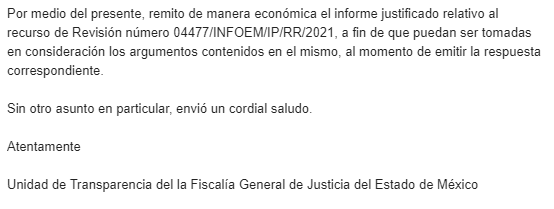 Por medio del presente, remito de manera económica el informe justificado relativo al
recurso de Revisión número 04477/INFOEM/IP/RR/2021, a fin de que puedan ser tomadas
en consideración los argumentos contenidos en el mismo, al momento de emitir la respuesta
correspondiente.
Sin otro asunto en particular, envió un cordial saludo.
Atentamente
Unidad de Transparencia del la Fiscalía General de Justicia del Estado de México